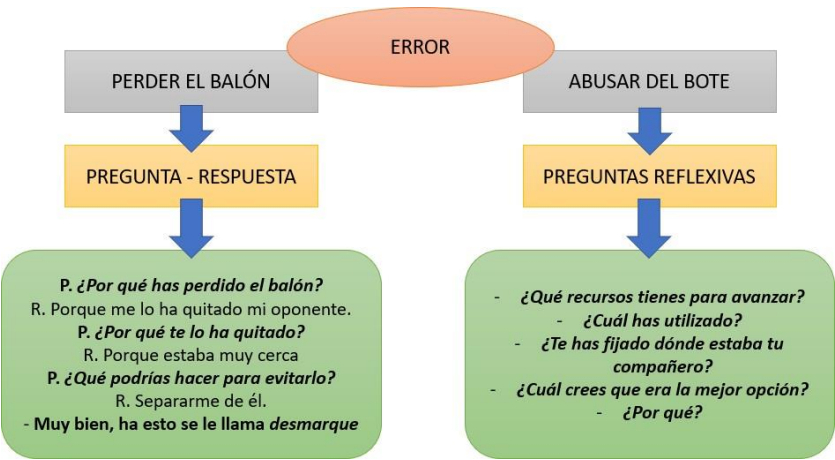 ERROR
PERDER EL BALÓN
PREGUNTA - RESPUESTA
P. ¿Por qué has perdido el balón?
R. Porque me lo ha quitado mi oponente.
P. ¿Por qué te lo ha quitado?
R. Porque estaba muy cerca
P. ¿Qué podrías hacer para evitarlo?
R. Separarme de él.
- Muy bien, ha esto se le llama desmarque
ABUSAR DEL BOTE
PREGUNTAS REFLEXIVAS
- ¿Qué recursos tienes para avanzar?
- ¿Cuál has utilizado?
- ¿Te has fijado dónde estaba tu
compañero?
- ¿Cuál crees que era la mejor opción?
- ¿Por qué?